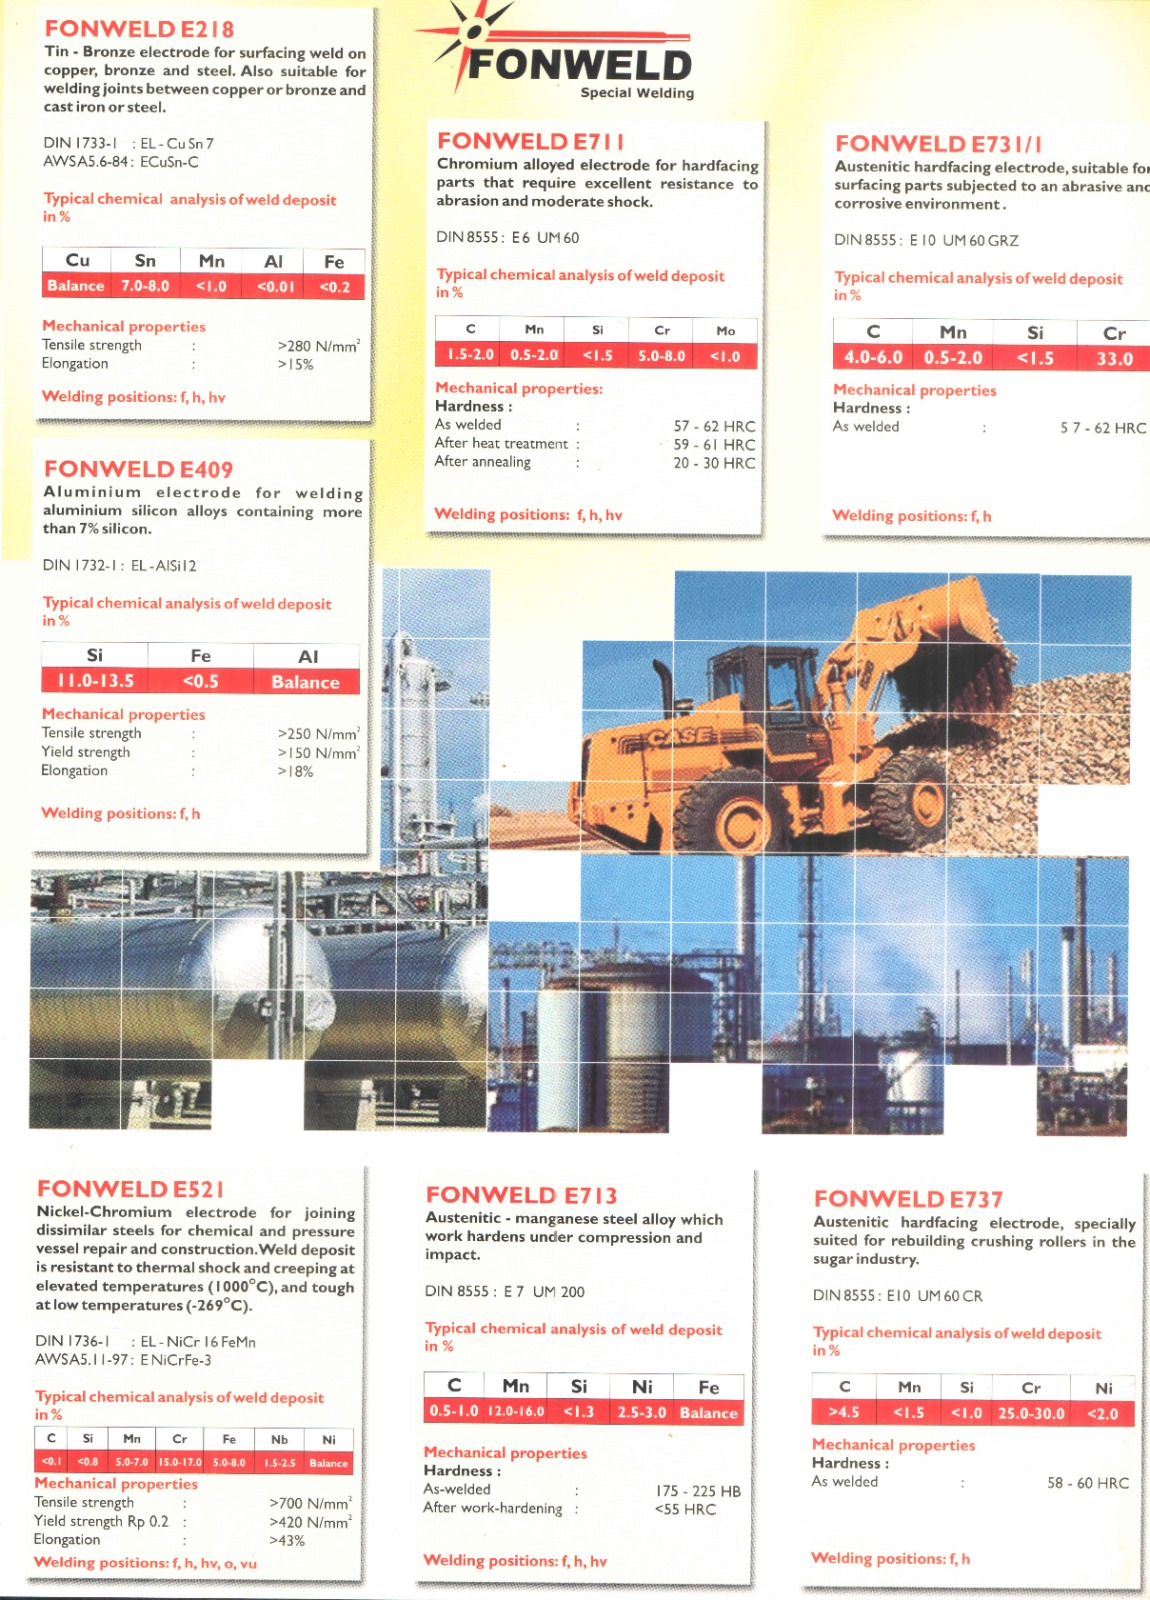 FONWELD E218
Tin - Bronze electrode for surfacing weld on
copper, bronze and steel. Also suitable for
welding joints between copper or bronze and
cast iron or steel.
DIN 1733-1 : EL - Cu Sn 7
AWSA5.6-84 : ECuSn-C
Typical chemical analysis of weld deposit
in %
Cu Sn Mn Al Fe
Balance 7.0-8.0 <1.0 <0.01 <0.2
Mechanical properties
Tensile strength : >280 N/mm²
Elongation : >15%
Welding positions: f, h, hv
FONWELD
Special Welding
FONWELD E711
Chromium alloyed electrode for hardfacing
parts that require excellent resistance to
abrasion and moderate shock.
DIN 8555 : E 6 UM 60
Typical chemical analysis of weld deposit
in %
C Mn Si Cr Mo
1.5-2.0 0.5-2.0 <1.5 5.0-8.0 <1.0
Mechanical properties:
Hardness :
As welded : 57 - 62 HRC
After heat treatment : 59 - 61 HRC
After annealing : 20 - 30 HRC
Welding positions: f, h, hv
FONWELD E731/1
Austenitic hardfacing electrode, suitable for
surfacing parts subjected to an abrasive and
corrosive environment .
DIN 8555 : E 10 UM 60 GRZ
Typical chemical analysis of weld deposit
in %
C Mn Si Cr
4.0-6.0 0.5-2.0 <1.5 33.0
Mechanical properties
Hardness :
As welded : 5 7 - 62 HRC
Welding positions: f, h
FONWELD E409
Aluminium electrode for welding
aluminium silicon alloys containing more
than 7% silicon.
DIN 1732-1 : EL -AlSi12
Typical chemical analysis of weld deposit
in %
Si Fe Al
11.0-13.5 <0.5 Balance
Mechanical properties
Tensile strength : >250 N/mm²
Yield strength : >150 N/mm²
Elongation : >18%
Welding positions: f, h
CASE
FONWELD E521
Nickel-Chromium electrode for joining
dissimilar steels for chemical and pressure
vessel repair and construction. Weld deposit
is resistant to thermal shock and creeping at
elevated temperatures (1000°C), and tough
at low temperatures (-269°C).
DIN 1736-1 : EL - NiCr 16 FeMn
AWSA5.11-97 : E NiCrFe-3
Typical chemical analysis of weld deposit
in %
C Si Mn Cr Fe Nb Ni
<0.1 <0.8 5.0-7.0 15.0-17.0 5.0-8.0 1.5-2.5 Balance
Mechanical properties
Tensile strength : >700 N/mm²
Yield strength Rp 0.2 : >420 N/mm²
Elongation : >43%
Welding positions: f, h, hv, o, vu
FONWELD E713
Austenitic - manganese steel alloy which
work hardens under compression and
impact.
DIN 8555 : E 7 UM 200
Typical chemical analysis of weld deposit
in %
C Mn Si Ni Fe
0.5-1.0 12.0-16.0 <1.3 2.5-3.0 Balance
Mechanical properties
Hardness :
As-welded : 175 - 225 HB
After work-hardening : <55 HRC
Welding positions: f, h, hv
FONWELD E737
Austenitic hardfacing electrode, specially
suited for rebuilding crushing rollers in the
sugar industry.
DIN 8555 : E10 UM 60 CR
Typical chemical analysis of weld deposit
in %
C Mn Si Cr Ni
>4.5 <1.5 <1.0 25.0-30.0 <2.0
Mechanical properties
Hardness :
As welded : 58 - 60 HRC
Welding positions: f, h